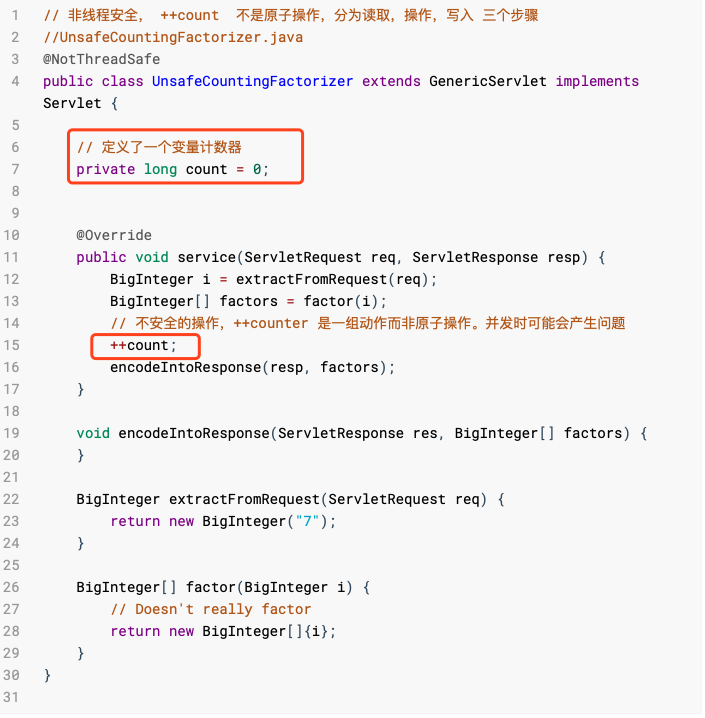 1 // 非线程安全， ++count  不是原子操作，分为读取，操作，写入 三个步骤
2 //UnsafeCountingFactorizer.java
3 @NotThreadSafe
4 public class UnsafeCountingFactorizer extends GenericServlet implements
Servlet {
5
6     // 定义了一个变量计数器
7     private long count = 0;
8
9
10     @Override
11     public void service(ServletRequest req, ServletResponse resp) {
12         BigInteger i = extractFromRequest(req);
13         BigInteger[] factors = factor(i);
14         // 不安全的操作，++counter 是一组动作而非原子操作。并发时可能会产生问题
15         ++count;
16         encodeIntoResponse(resp, factors);
17     }
18
19     void encodeIntoResponse(ServletResponse res, BigInteger[] factors) {
20     }
21
22     BigInteger extractFromRequest(ServletRequest req) {
23         return new BigInteger("7");
24     }
25
26     BigInteger[] factor(BigInteger i) {
27         // Doesn't really factor
28         return new BigInteger[]{i};
29     }
30 }
31